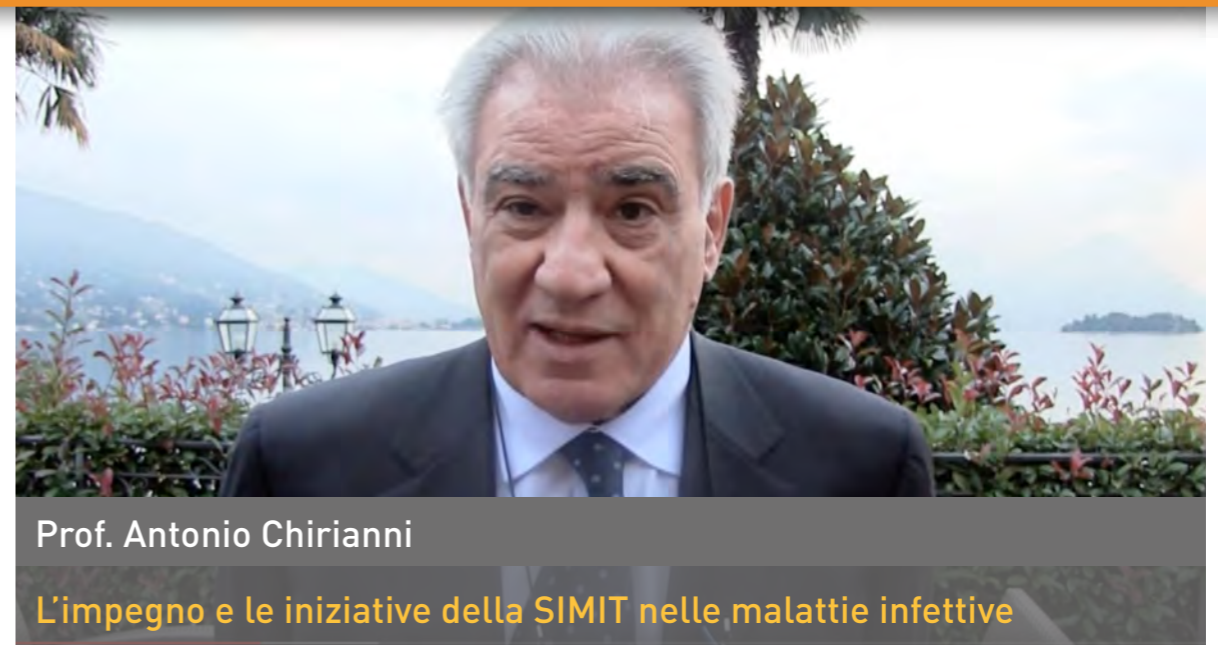 Prof. Antonio Chirianni
L'impegno e le iniziative della SIMIT nelle malattie infettive